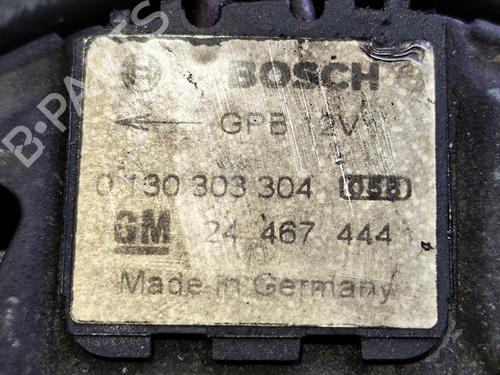 BOSCH
GPB 12V
0 130 303 304 058
GM 24 467 444
Made in Germany
B-PARTS